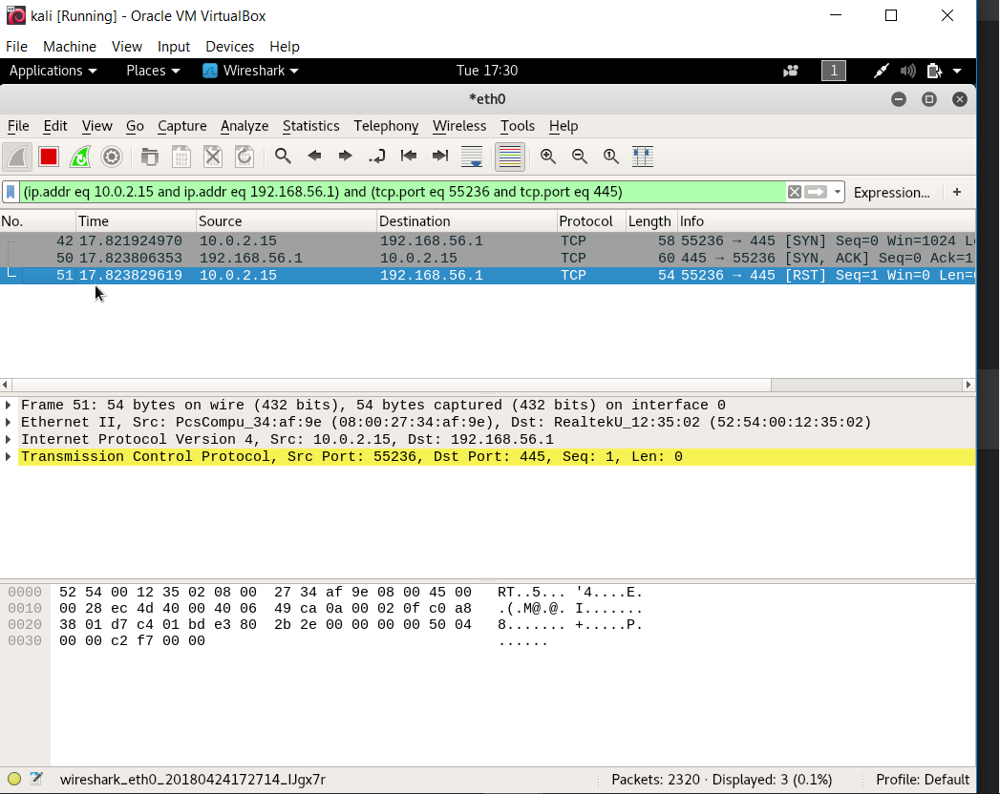 kali [Running] - Oracle VM VirtualBox
File Machine View Input Devices Help
Applications Places Wireshark Tue 17:30 1
*eth0
File Edit View Go Capture Analyze Statistics Telephony Wireless Tools Help
(ip.addr eq 10.0.2.15 and ip.addr eq 192.168.56.1) and (tcp.port eq 55236 and tcp.port eq 445) Expression... +
No. Time Source Destination Protocol Length Info
42 17.821924970 10.0.2.15 192.168.56.1 TCP 58 55236 → 445 [SYN] Seq=0 Win=1024 L
50 17.823806353 192.168.56.1 10.0.2.15 TCP 60 445 → 55236 [SYN, ACK] Seq=0 Ack=1
51 17.823829619 10.0.2.15 192.168.56.1 TCP 54 55236 → 445 [RST] Seq=1 Win=0 Len=
Frame 51: 54 bytes on wire (432 bits), 54 bytes captured (432 bits) on interface 0
Ethernet II, Src: PcsCompu_34:af:9e (08:00:27:34:af:9e), Dst: RealtekU_12:35:02 (52:54:00:12:35:02)
Internet Protocol Version 4, Src: 10.0.2.15, Dst: 192.168.56.1
Transmission Control Protocol, Src Port: 55236, Dst Port: 445, Seq: 1, Len: 0
0000 52 54 00 12 35 02 08 00 27 34 af 9e 08 00 45 00 RT..5... '4....E.
0010 00 28 ec 4d 40 00 40 06 49 ca 0a 00 02 0f c0 a8 .(.M@.@. I.......
0020 38 01 d7 c4 01 bd e3 80 2b 2e 00 00 00 00 50 04 8....... +.....P.
0030 00 00 c2 f7 00 00 ......
wireshark_eth0_20180424172714_IJgx7r Packets: 2320 · Displayed: 3 (0.1%) Profile: Default